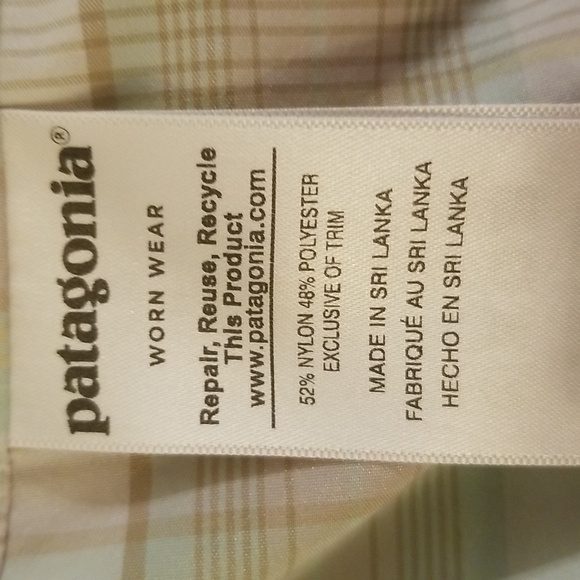 patagonia®
WORN WEAR
Repair, Reuse, Recycle
This Product
www.patagonia.com
52% NYLON 48% POLYESTER
EXCLUSIVE OF TRIM
MADE IN SRI LANKA
FABRIQUÉ AU SRI LANKA
HECHO EN SRI LANKA